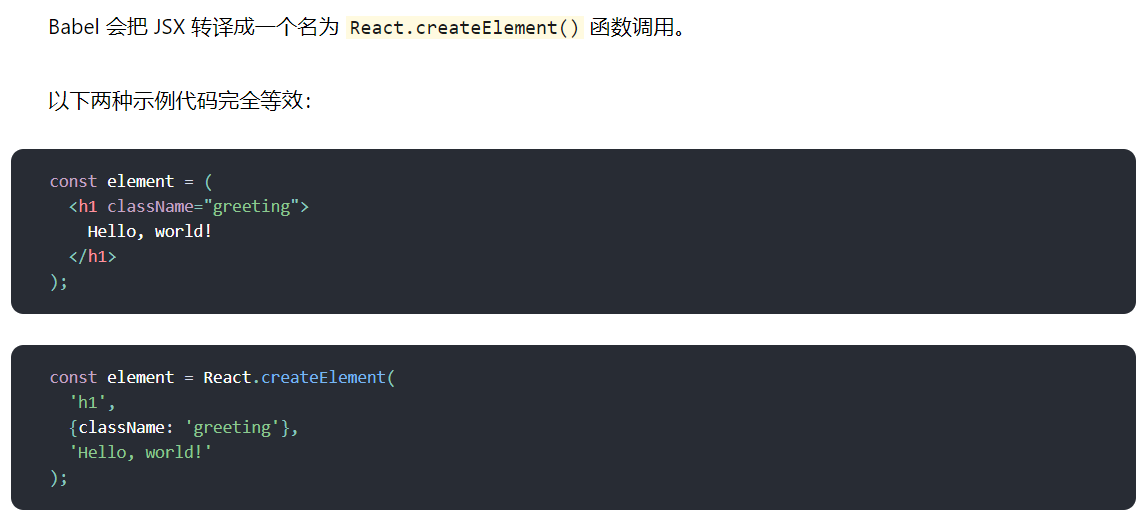 Babel 会把 JSX 转译成一个名为 React.createElement() 函数调用。
以下两种示例代码完全等效：
const element = (
  <h1 className="greeting">
    Hello, world!
  </h1>
);
const element = React.createElement(
  'h1',
  {className: 'greeting'},
  'Hello, world!'
);